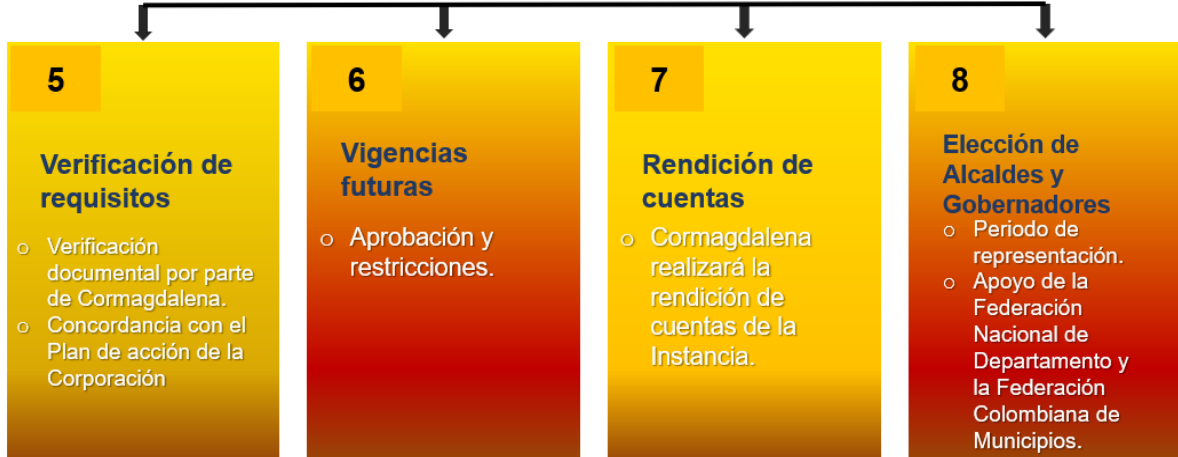 5
Verificación de
requisitos
o Verificación
documental por parte
de Cormagdalena.
o Concordancia con el
Plan de acción de la
Corporación
6
Vigencias
futuras
o Aprobación y
restricciones.
7
Rendición de
cuentas
o Cormagdalena
realizará la
rendición de
cuentas de la
Instancia.
8
Elección de
Alcaldes y
Gobernadores
o Periodo de
representación.
o Apoyo de la
Federación
Nacional de
Departamento y
la Federación
Colombiana de
Municipios.